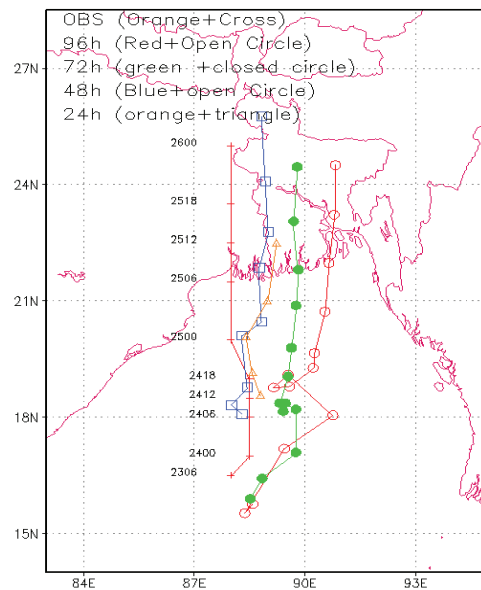 OBS (Orange+Cross)
96h (Red+Open Circle)
72h (green +closed circle)
48h (Blue+open Circle)
24h (orange+triangle)
27N
24N
21N
18N
15N
2600
2518
2512
2506
2500
2418
2412
2406
2400
2306
84E 87E 90E 93E